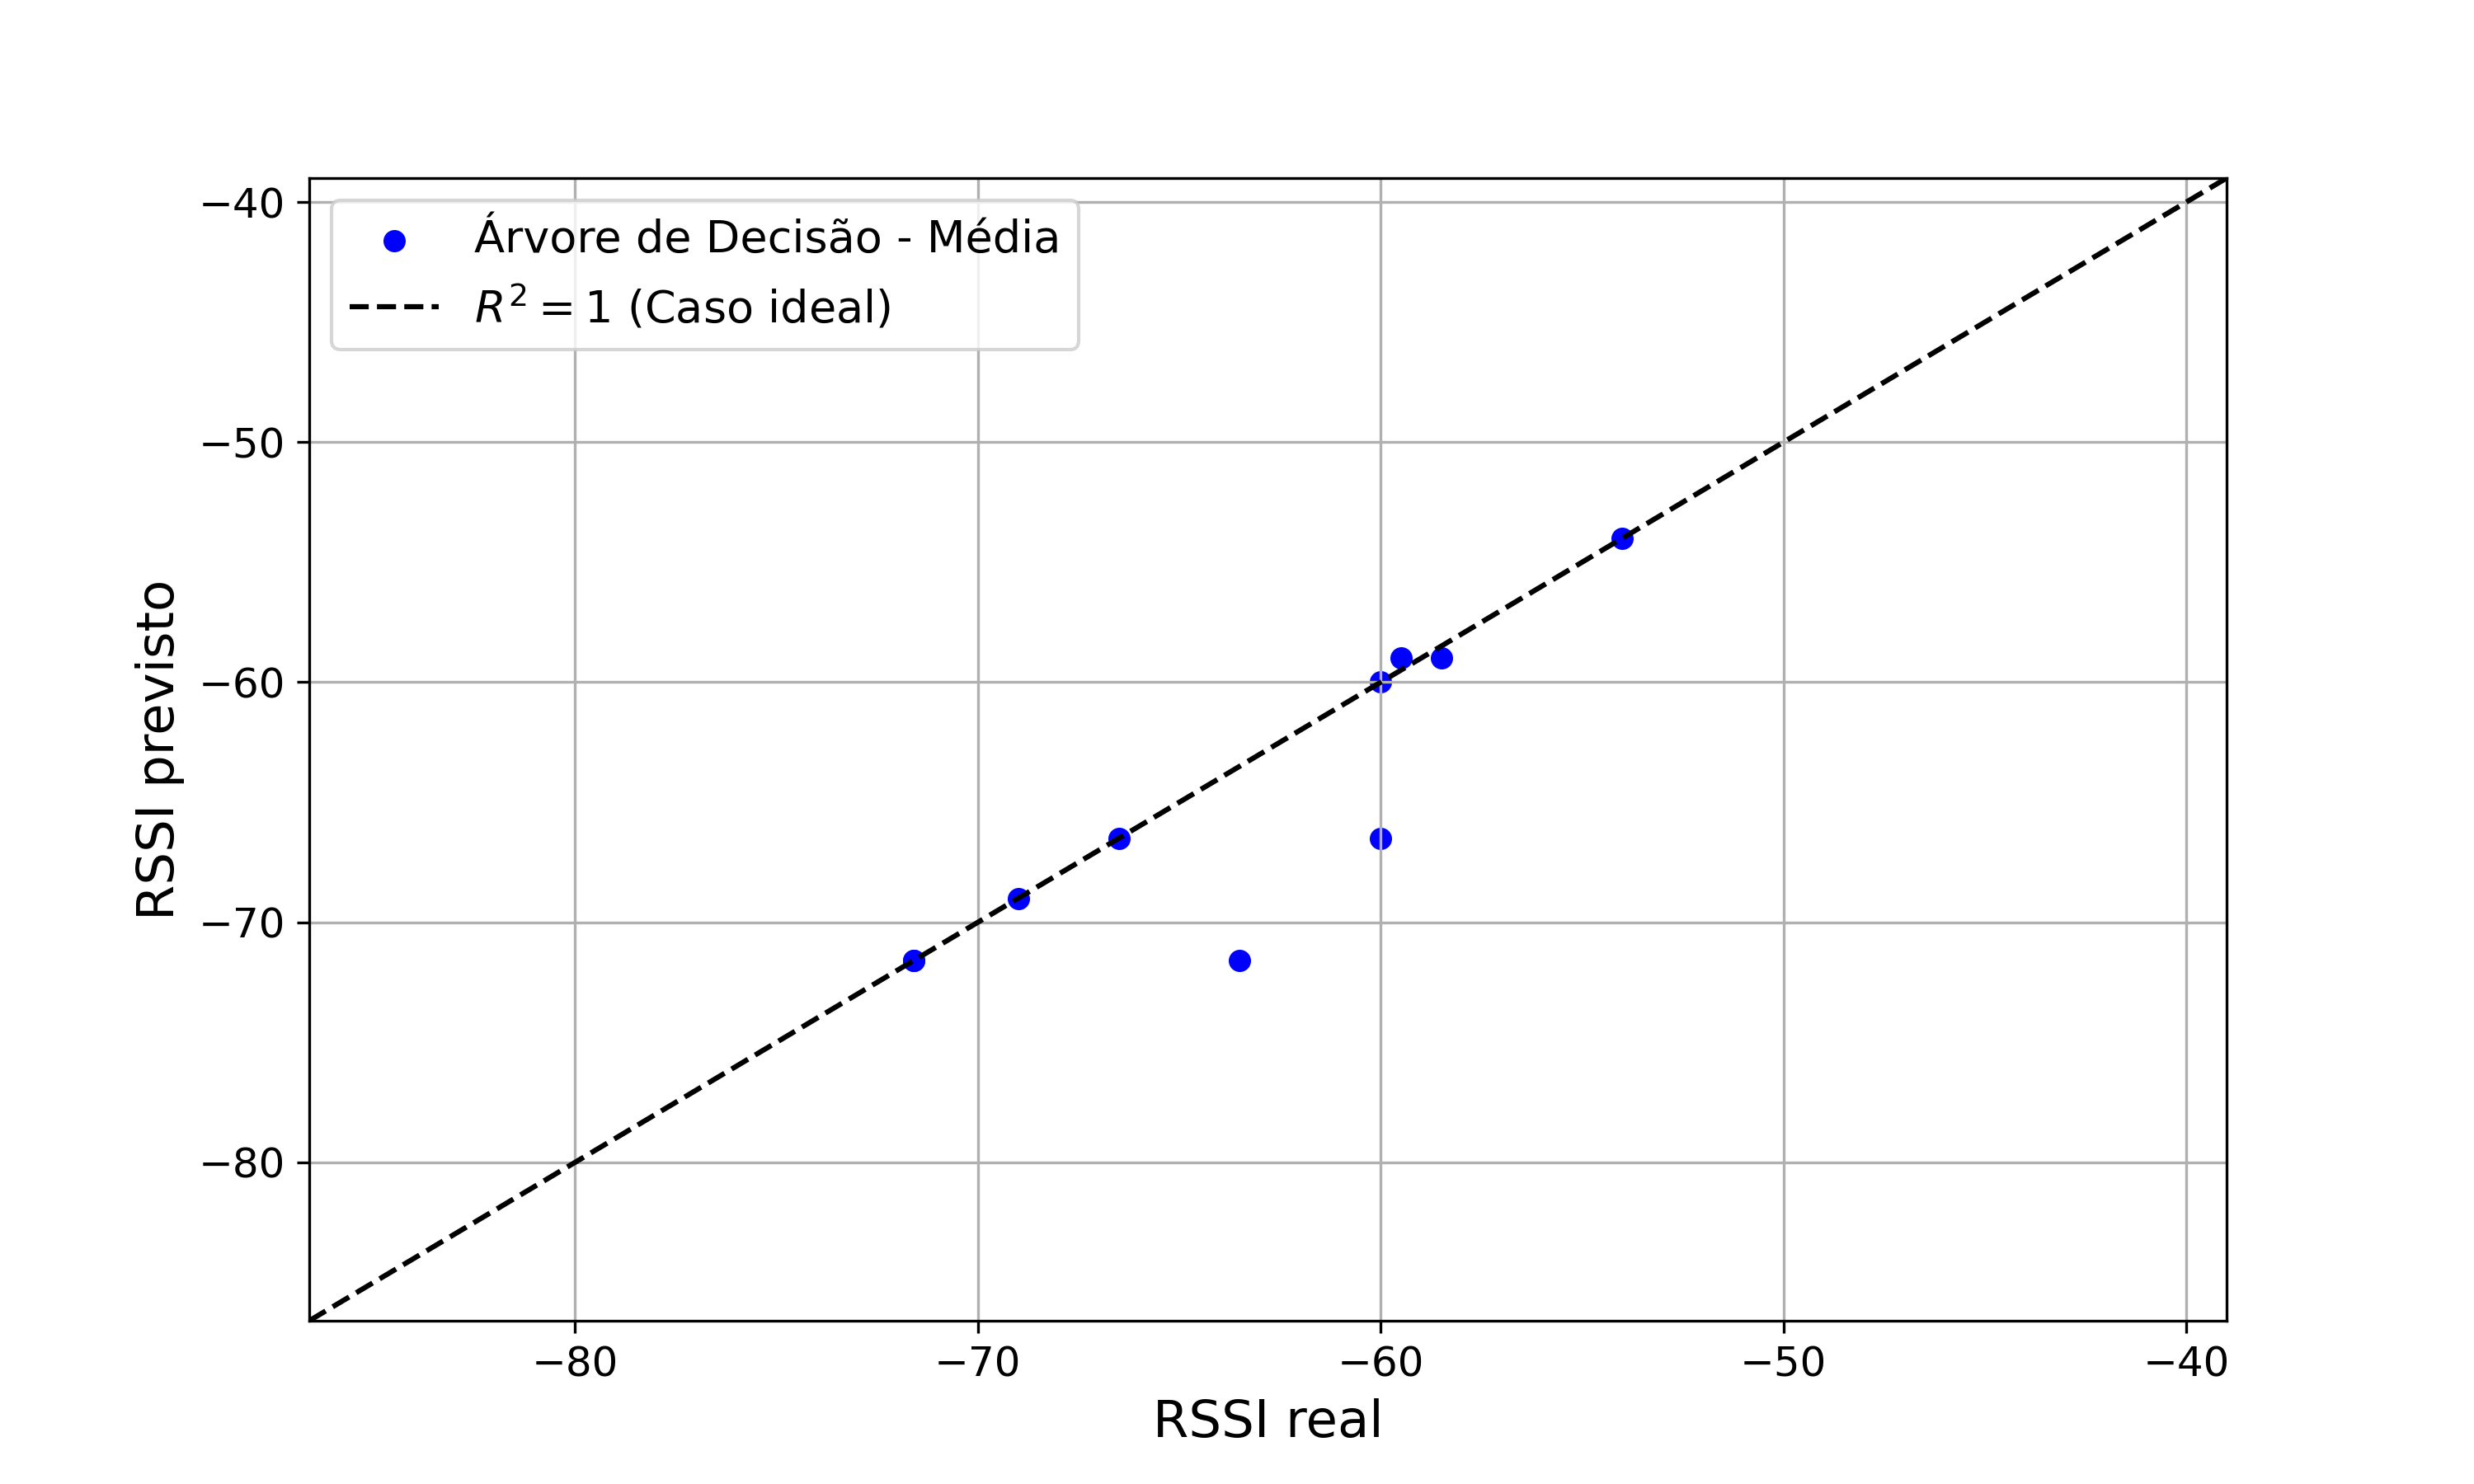 Árvore de Decisão - Média
R² = 1 (Caso ideal)
−40
−50
−60
−70
−80
RSSI previsto
−80 −70 −60 −50 −40
RSSI real